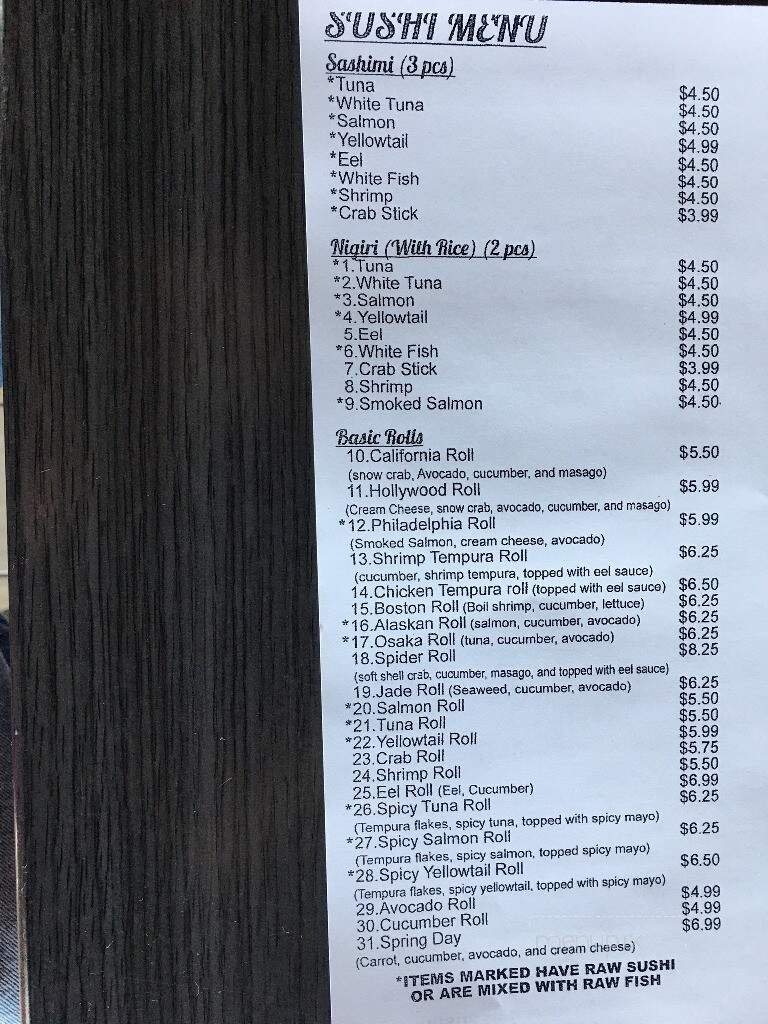 SUSHI MENU
Sashimi (3 pcs)
*Tuna $4.50
*White Tuna $4.50
*Salmon $4.50
*Yellowtail $4.99
*Eel $4.50
*White Fish $4.50
*Shrimp $4.50
*Crab Stick $3.99
Nigiri (With Rice) (2 pcs)
*1.Tuna $4.50
*2.White Tuna $4.50
*3.Salmon $4.50
*4.Yellowtail $4.99
5.Eel $4.50
*6.White Fish $4.50
7.Crab Stick $3.99
8.Shrimp $4.50
*9.Smoked Salmon $4.50
Basic Rolls
10.California Roll $5.50
(snow crab, Avocado, cucumber, and masago)
11.Hollywood Roll $5.99
(Cream Cheese, snow crab, avocado, cucumber, and masago)
*12.Philadelphia Roll $5.99
(Smoked Salmon, cream cheese, avocado)
13.Shrimp Tempura Roll $6.25
(cucumber, shrimp tempura, topped with eel sauce)
14.Chicken Tempura roll (topped with eel sauce) $6.50
15.Boston Roll (Boil shrimp, cucumber, lettuce) $6.25
*16.Alaskan Roll (salmon, cucumber, avocado) $6.25
*17.Osaka Roll (tuna, cucumber, avocado) $6.25
18.Spider Roll $8.25
(soft shell crab, cucumber, masago, and topped with eel sauce)
19.Jade Roll (Seaweed, cucumber, avocado) $6.25
*20.Salmon Roll $5.50
*21.Tuna Roll $5.50
*22.Yellowtail Roll $5.99
23.Crab Roll $5.75
24.Shrimp Roll $5.50
25.Eel Roll (Eel, Cucumber) $6.99
*26.Spicy Tuna Roll $6.25
(Tempura flakes, spicy tuna, topped with spicy mayo)
*27.Spicy Salmon Roll $6.25
(Tempura flakes, spicy salmon, topped spicy mayo)
*28.Spicy Yellowtail Roll $6.50
(Tempura flakes, spicy yellowtail, topped with spicy mayo)
29.Avocado Roll $4.99
30.Cucumber Roll $4.99
31.Spring Day $6.99
(Carrot, cucumber, avocado, and cream cheese)
*ITEMS MARKED HAVE RAW SUSHI
OR ARE MIXED WITH RAW FISH